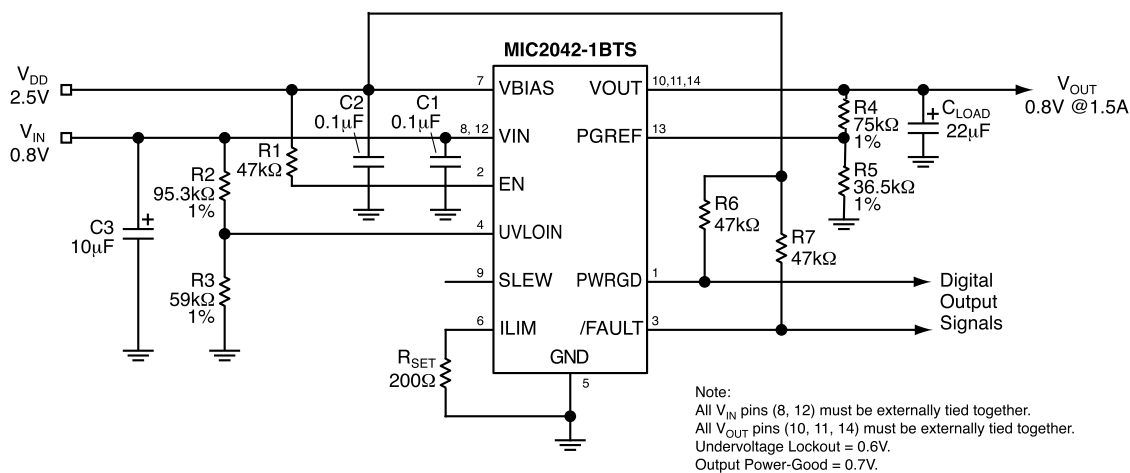 MIC2042-1BTS
VDD
2.5V
VIN
0.8V
7
VBIAS
VOUT
10,11,14
VOUT
0.8V @1.5A
C2
0.1μF
C1
0.1μF
8, 12
VIN
PGREF
13
R4
75kΩ
1%
CLOAD
22μF
R1
47kΩ
2
EN
R2
95.3kΩ
1%
R5
36.5kΩ
1%
C3
10μF
4
UVLOIN
R6
47kΩ
R7
47kΩ
R3
59kΩ
1%
9
SLEW
PWRGD
1
Digital
Output
Signals
6
ILIM
/FAULT
3
RSET
200Ω
GND
5
Note:
All VIN pins (8, 12) must be externally tied together.
All VOUT pins (10, 11, 14) must be externally tied together.
Undervoltage Lockout = 0.6V.
Output Power-Good = 0.7V.